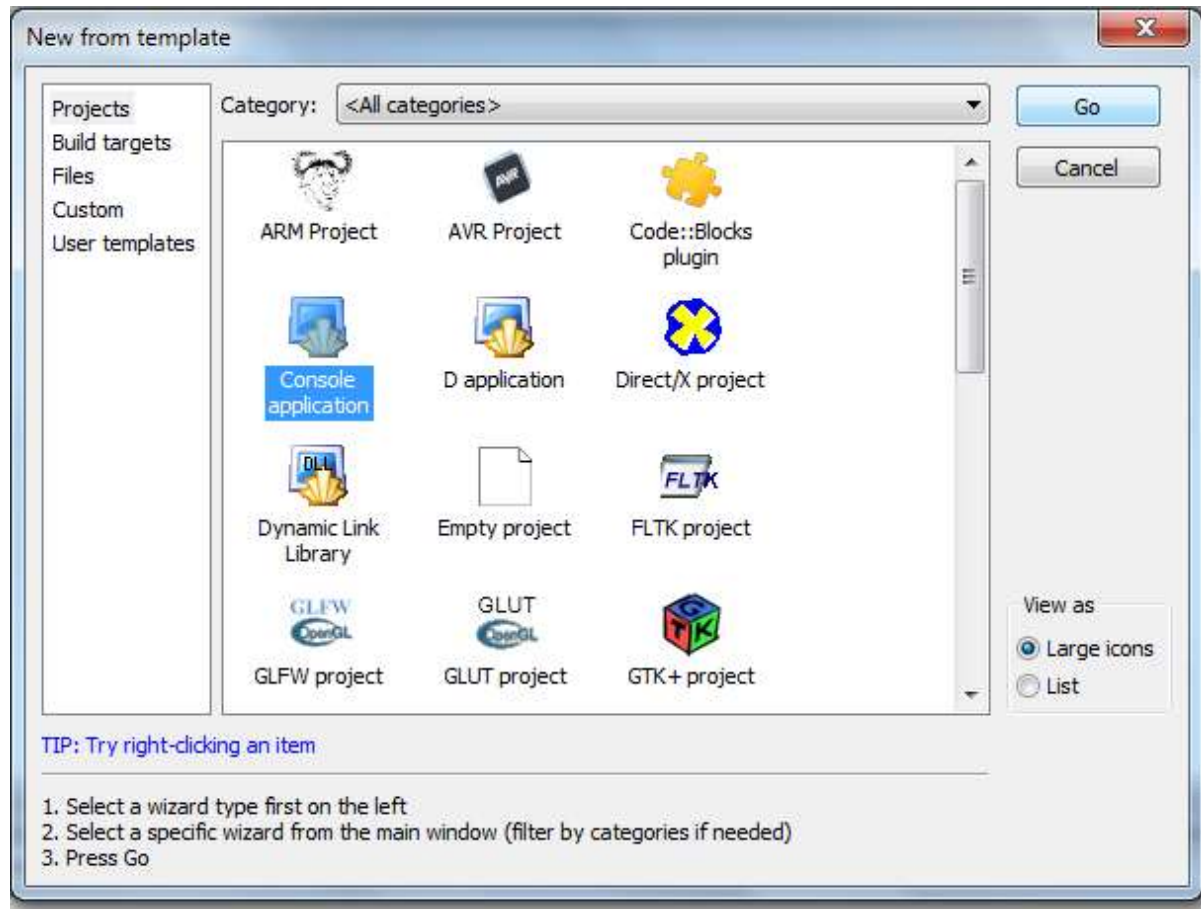 New from template
Projects
Build targets
Files
Custom
User templates
Category: <All categories>
Go
Cancel
AVR
ARM Project
AVR Project
Code::Blocks
plugin
Console
application
D application
Direct/X project
DLL
Dynamic Link
Library
Empty project
FLTK
FLTK project
GLFW
OpenGL
GLFW project
GLUT
OpenGL
GLUT project
G
T K
GTK+ project
View as
Large icons
List
TIP: Try right-clicking an item
1. Select a wizard type first on the left
2. Select a specific wizard from the main window (filter by categories if needed)
3. Press Go